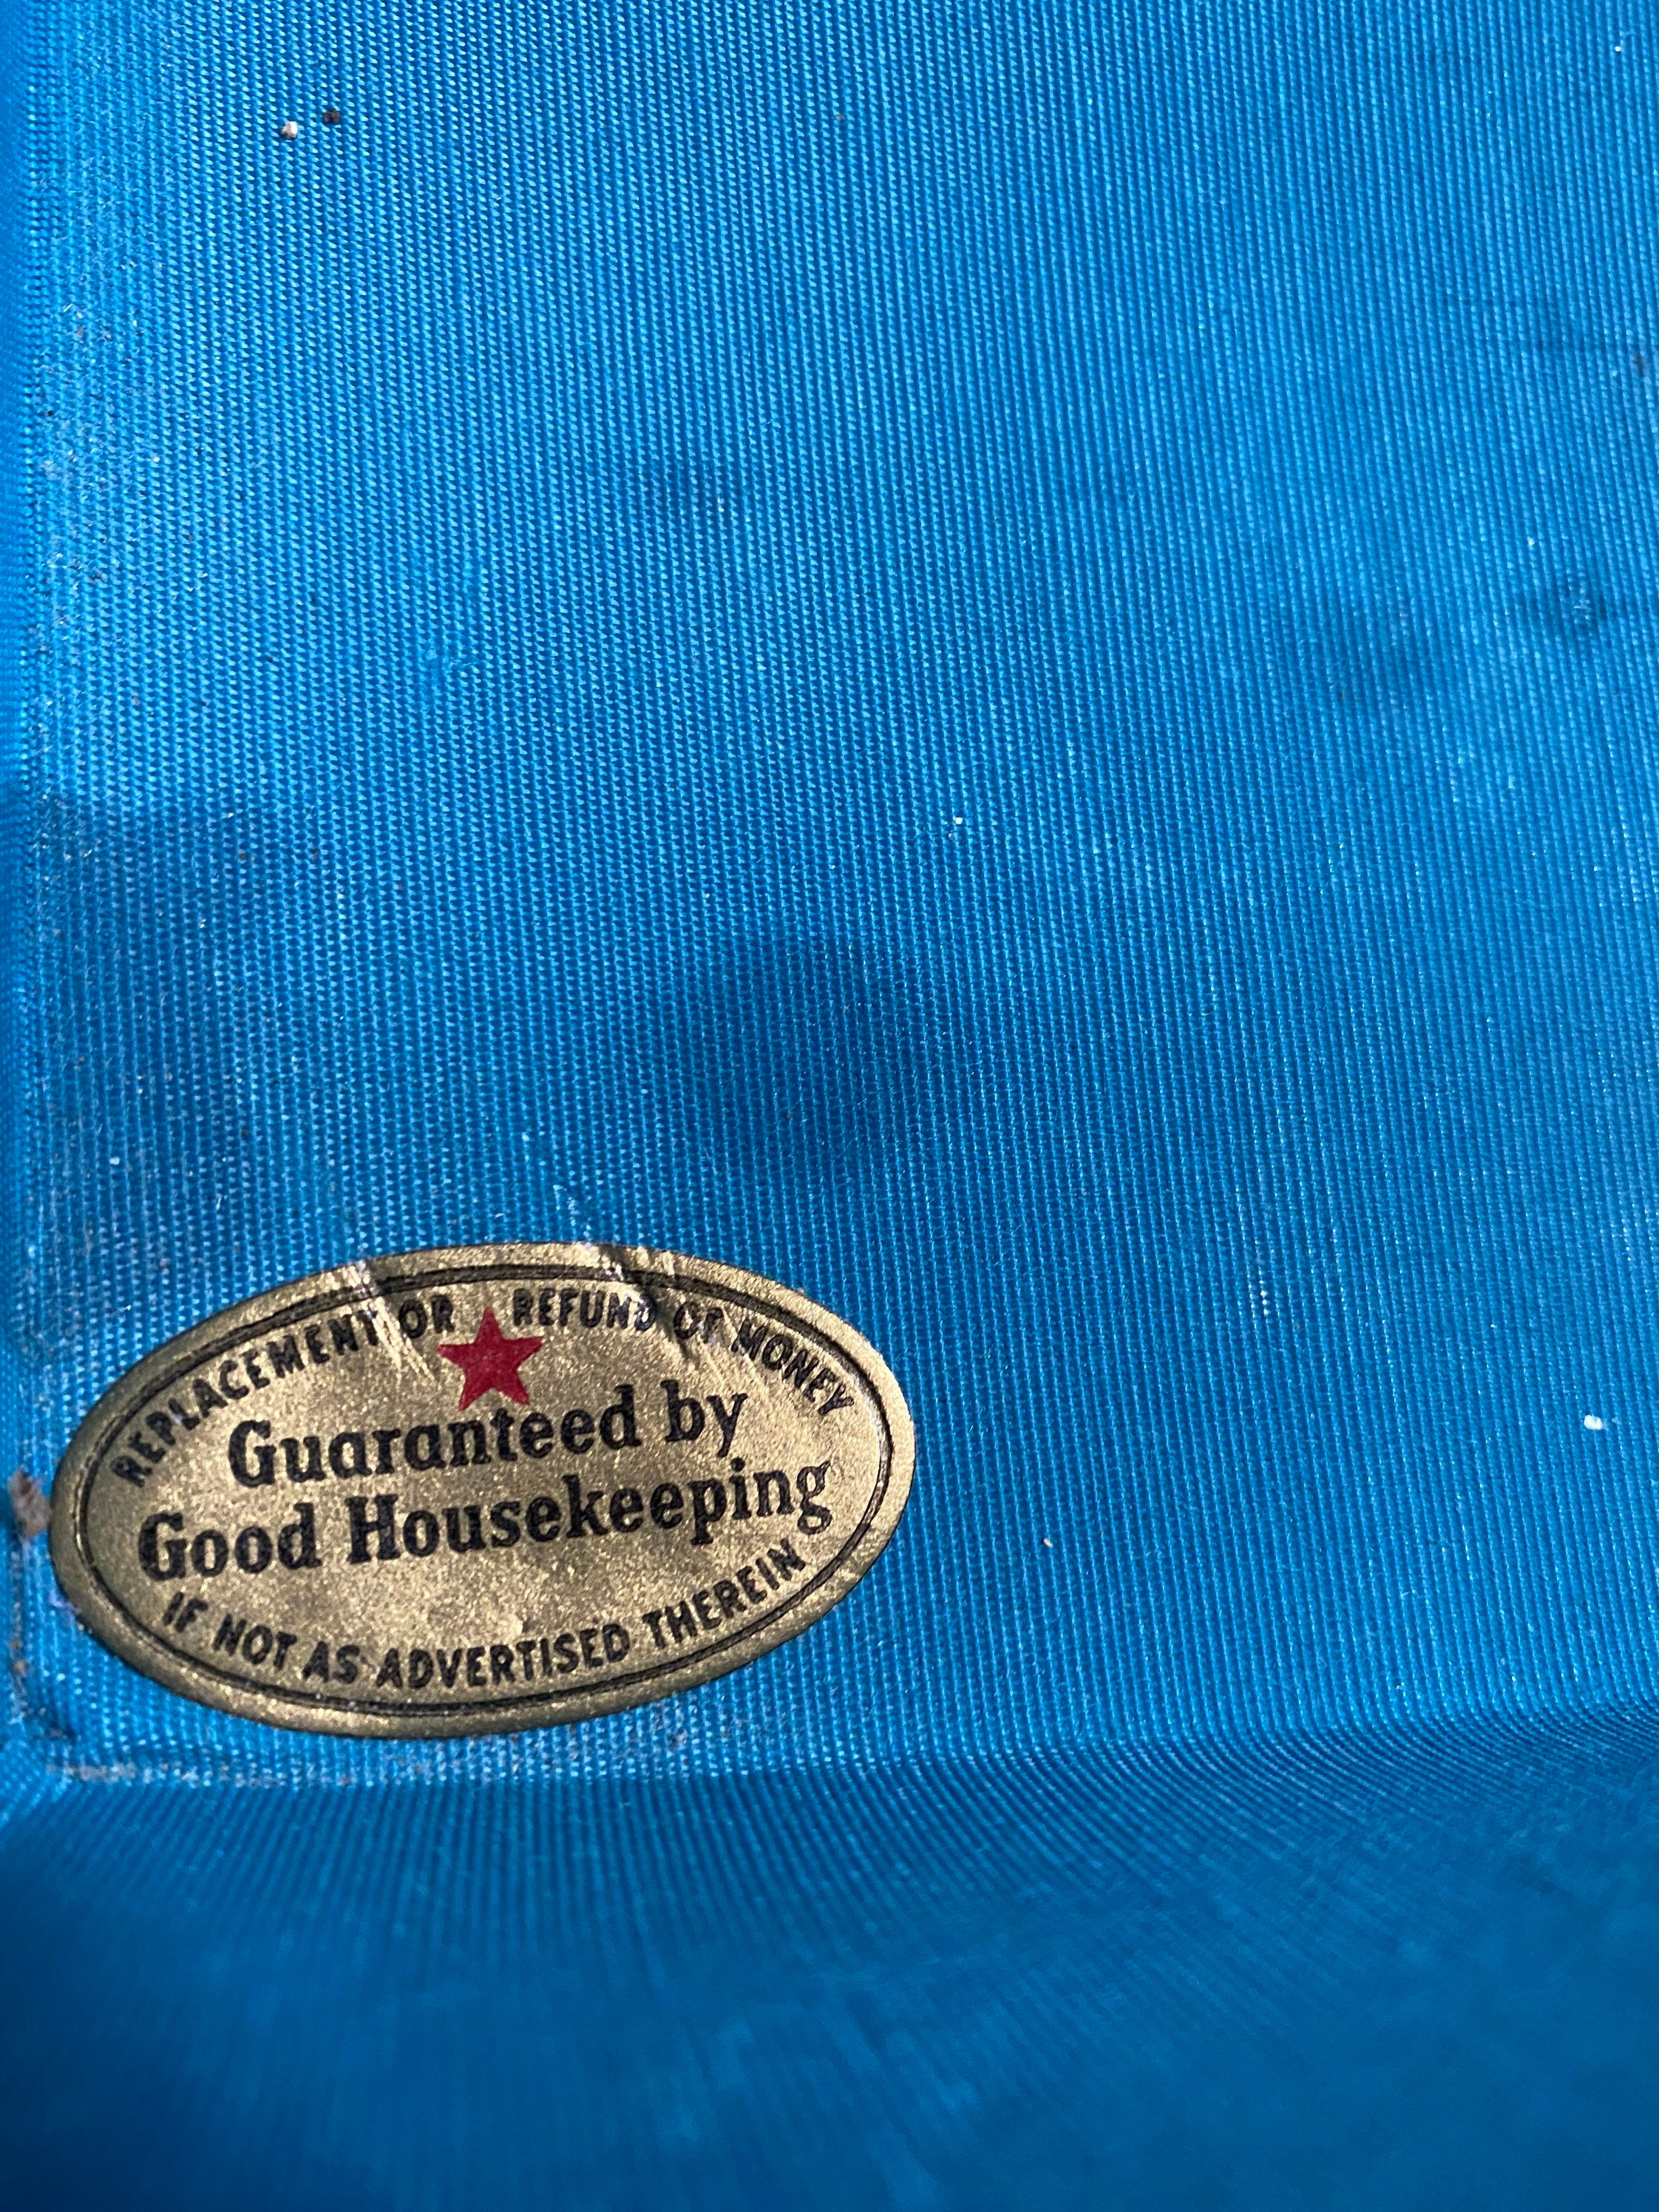 REPLACEMENT OR REFUND OF MONEY
Guaranteed by
Good Housekeeping
IF NOT AS ADVERTISED THEREIN